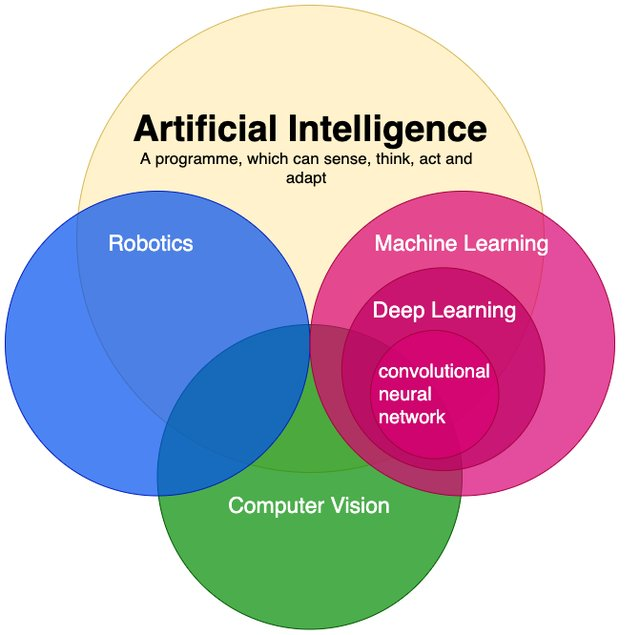 Artificial Intelligence
A programme, which can sense, think, act and
adapt
Robotics
Machine Learning
Deep Learning
convolutional
neural
network
Computer Vision